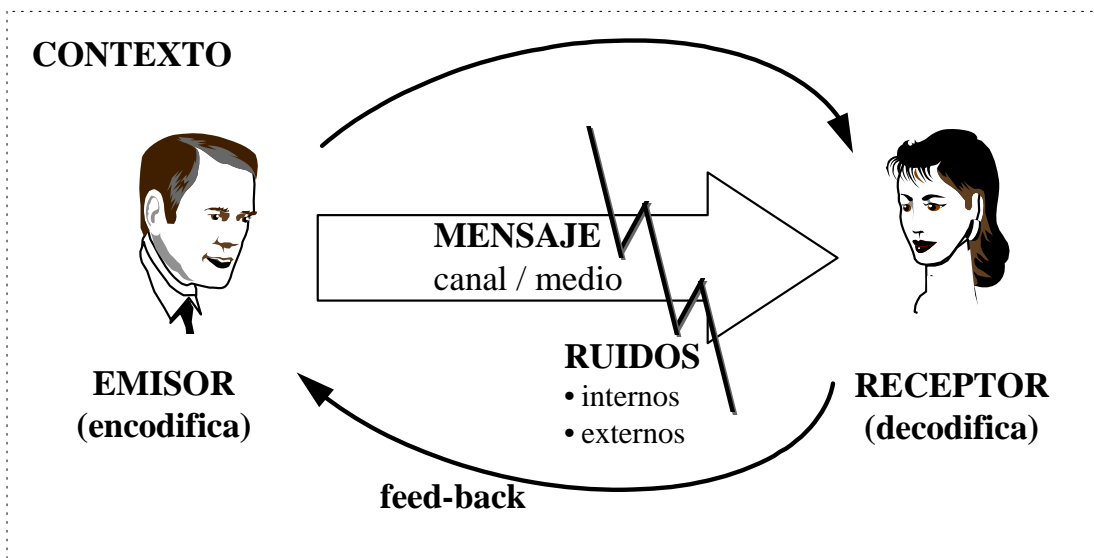 CONTEXTO
MENSAJE
canal / medio
RUIDOS
• internos
• externos
EMISOR
(encodifica)
RECEPTOR
(decodifica)
feed-back